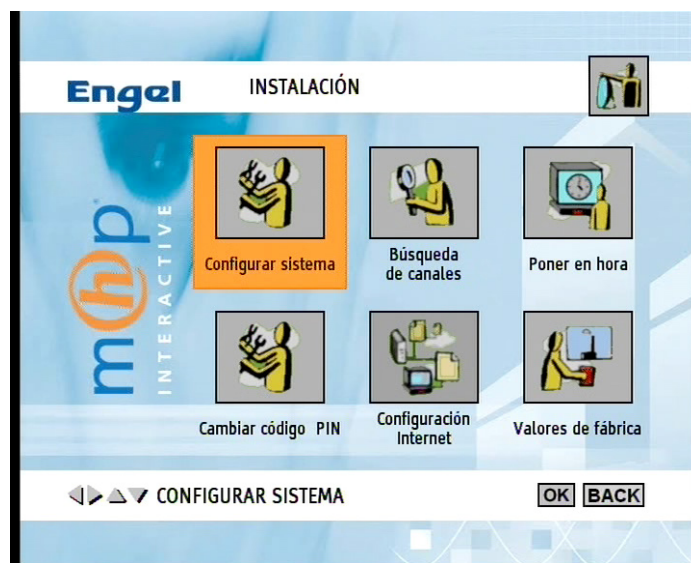 Engel
INSTALACIÓN
mhp
INTERACTIVE
Configurar sistema
Búsqueda
de canales
Poner en hora
Cambiar código PIN
Configuración
Internet
Valores de fábrica
CONFIGURAR SISTEMA
OK BACK